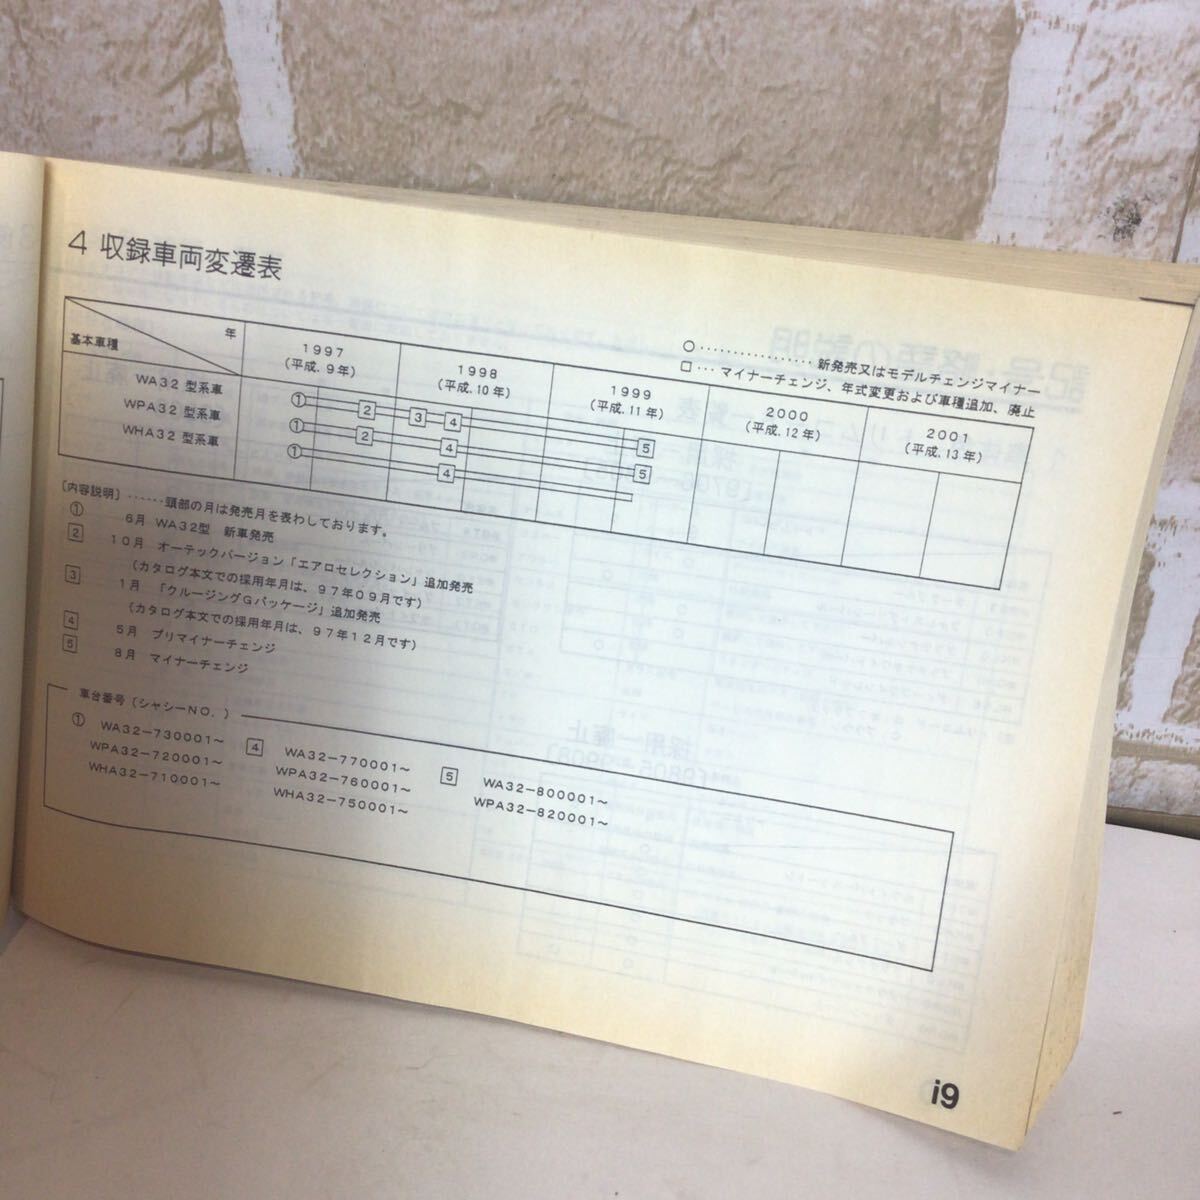 4 収録車両変遷表
年
基本車種
1997
(平成. 9年)
1998
(平成. 10年)
1999
(平成. 11年)
2000
(平成. 12年)
2001
(平成. 13年)
○‥‥‥‥‥‥‥‥新発売又はモデルチェンジマイナー
□‥‥マイナーチェンジ、年式変更および車種追加、廃止
WA32 型系車
① 2 3 4 5
WPA32 型系車
① 2 4 5
WHA32 型系車
① 4
〔内容説明〕‥‥‥頭部の月は発売月を表わしております。
① 6月 WA32型 新車発売
2 10月 オーテックバージョン「エアロセレクション」追加発売
(カタログ本文での採用年月は、97年09月です)
3 1月 「クルージングGパッケージ」追加発売
(カタログ本文での採用年月は、97年12月です)
4 5月 プリマイナーチェンジ
5 8月 マイナーチェンジ
車台番号(シャシーNO. )
① WA32-730001~
WPA32-720001~
WHA32-710001~
4 WA32-770001~
WPA32-760001~
WHA32-750001~
5 WA32-800001~
WPA32-820001~
i9